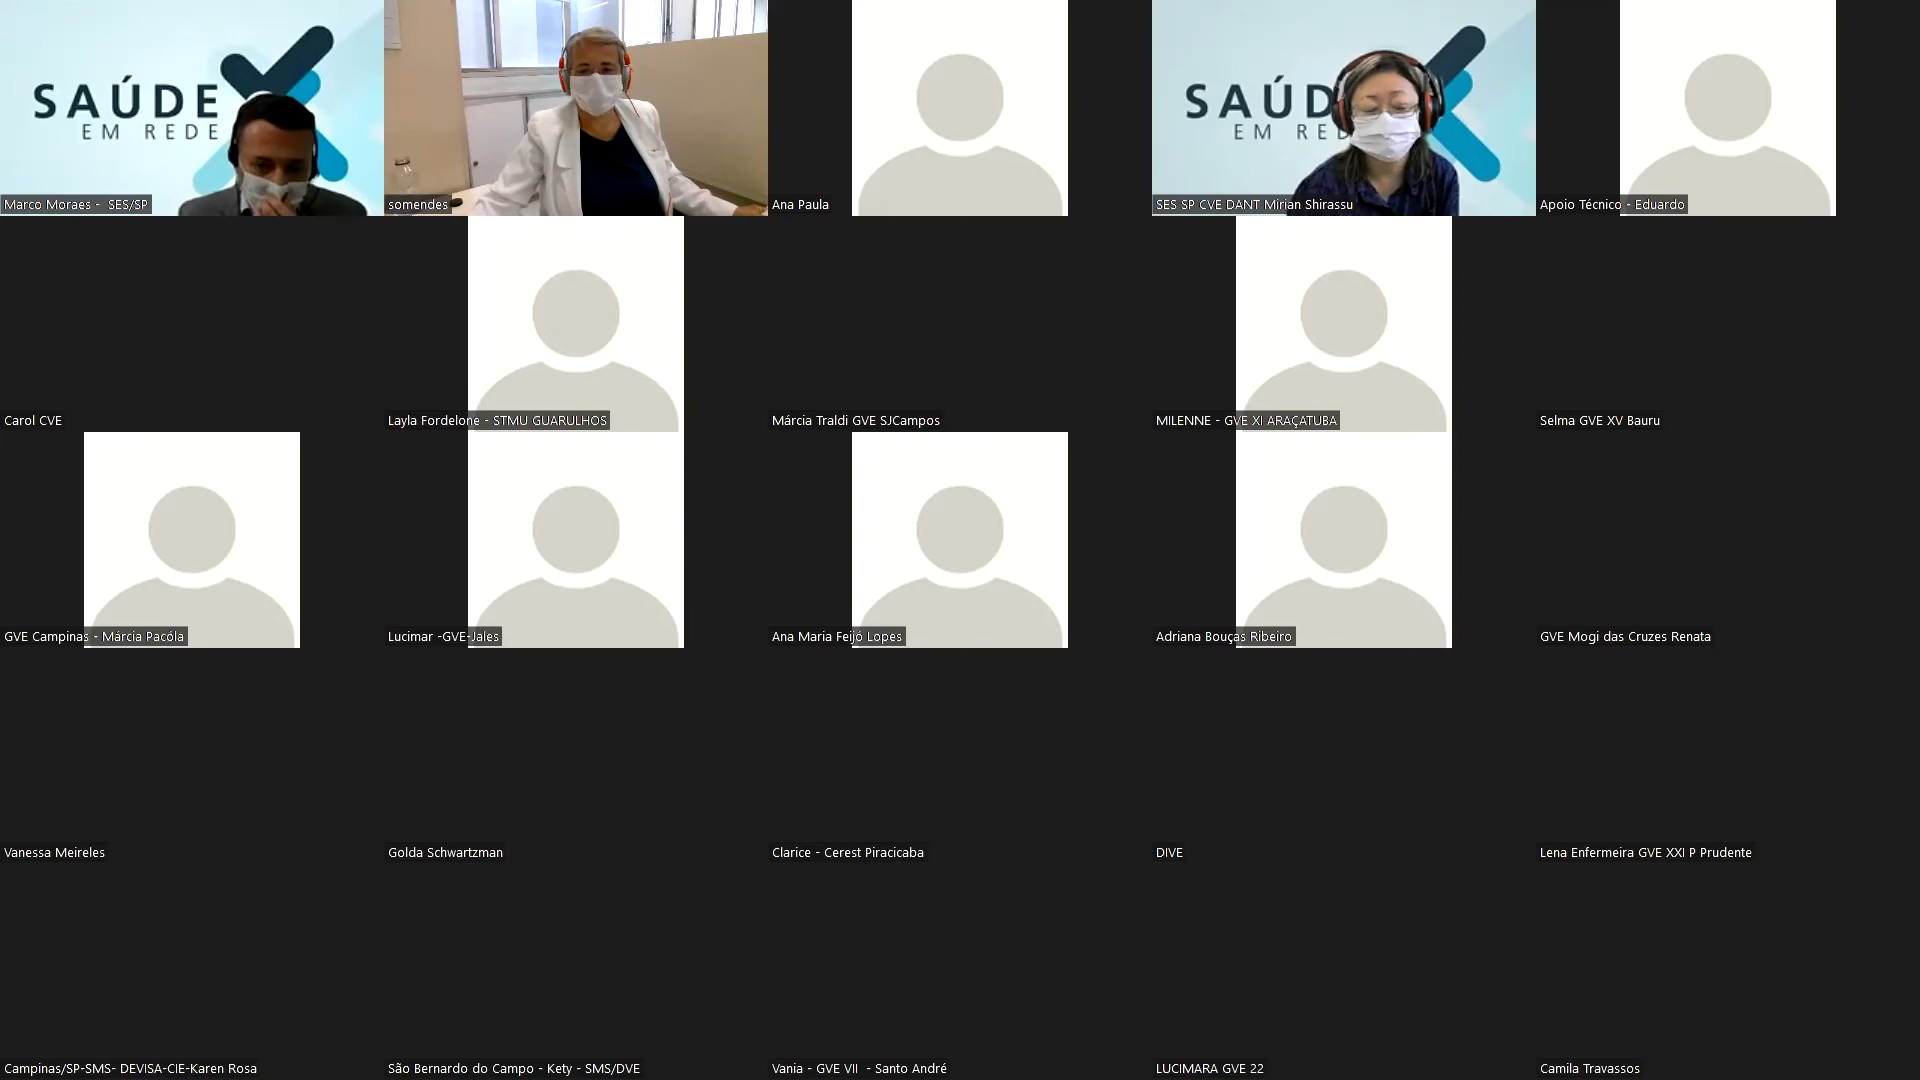 SAÚDE
EM REDE
Marco Moraes -  SES/SP
somendes
Ana Paula
SAÚD
EM RED
SES SP CVE DANT Mirian Shirassu
Apoio Técnico - Eduardo
Carol CVE
Layla Fordelone - STMU GUARULHOS
Márcia Traldi GVE SJCampos
MILENNE - GVE XI ARAÇATUBA
Selma GVE XV Bauru
GVE Campinas - Márcia Pacóla
Lucimar -GVE-Jales
Ana Maria Feijó Lopes
Adriana Bouças Ribeiro
GVE Mogi das Cruzes Renata
Vanessa Meireles
Golda Schwartzman
Clarice - Cerest Piracicaba
DIVE
Lena Enfermeira GVE XXI P Prudente
Campinas/SP-SMS- DEVISA-CIE-Karen Rosa
São Bernardo do Campo - Kety - SMS/DVE
Vania - GVE VII  - Santo André
LUCIMARA GVE 22
Camila Travassos